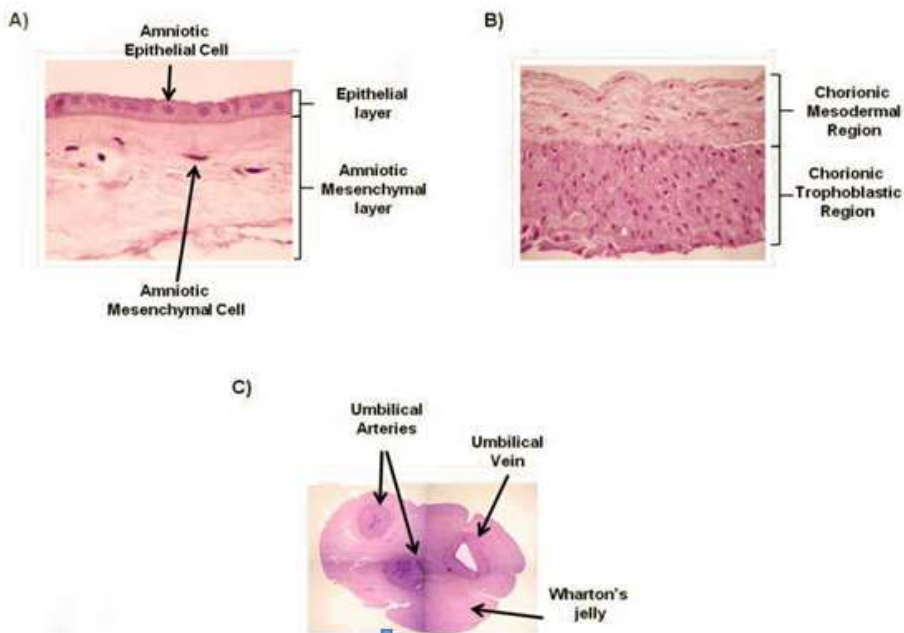 A)
Amniotic
Epithelial Cell
Epithelial
layer
Amniotic
Mesenchymal
layer
Amniotic
Mesenchymal Cell
B)
Chorionic
Mesodermal
Region
Chorionic
Trophoblastic
Region
C)
Umbilical
Arteries
Umbilical
Vein
Wharton's
jelly